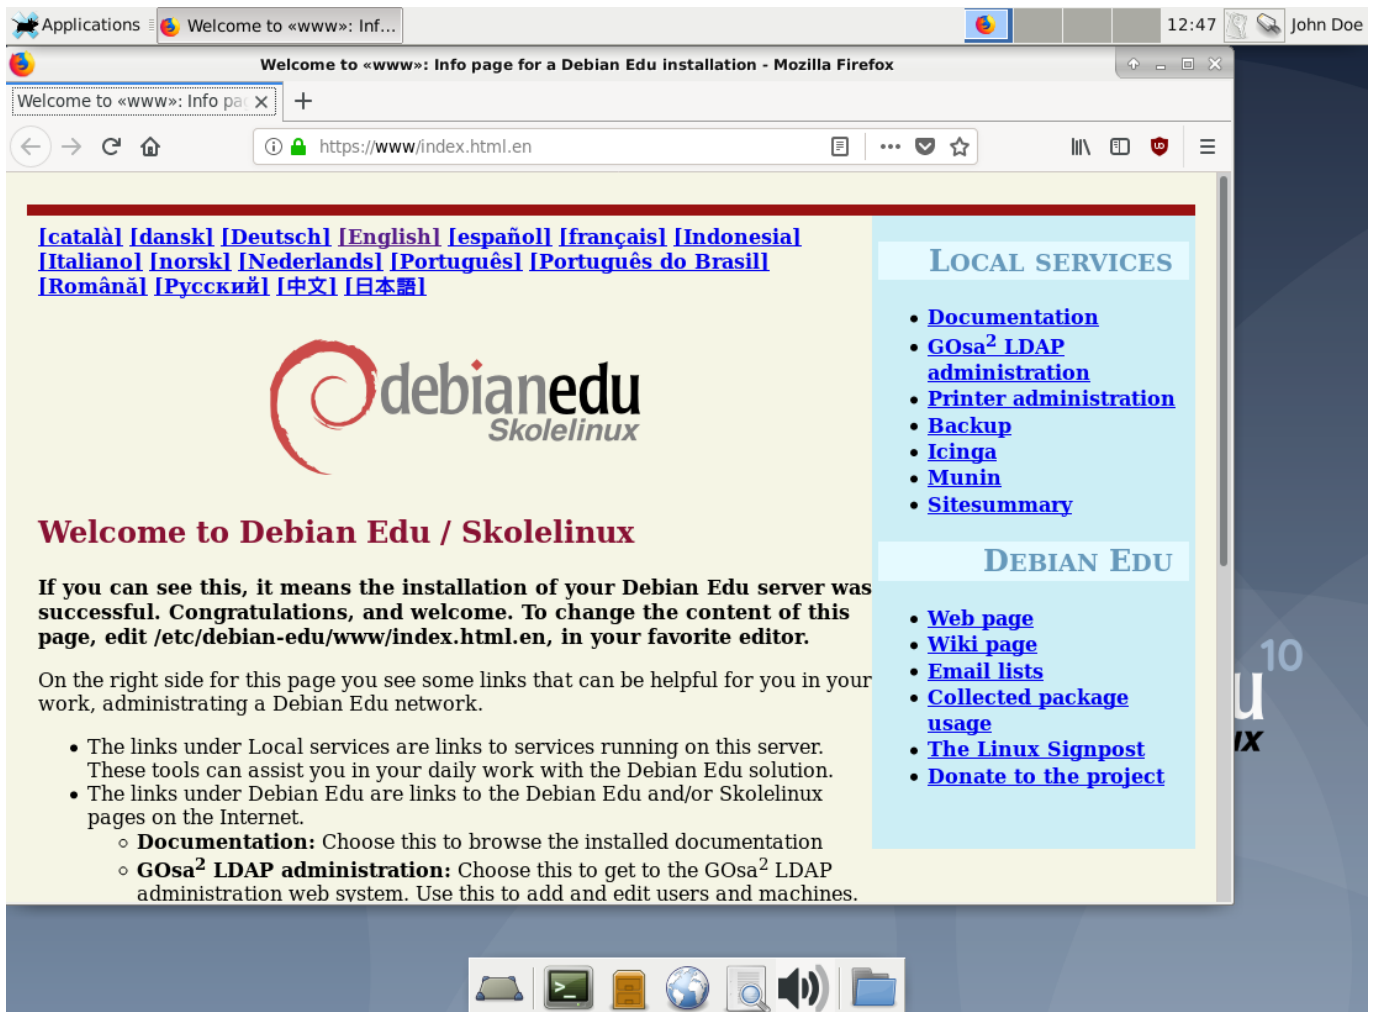 Applications
Welcome to «www»: Inf...
12:47
John Doe
Welcome to «www»: Info page for a Debian Edu installation - Mozilla Firefox
Welcome to «www»: Info pa
https://www/index.html.en
[català] [dansk] [Deutsch] [English] [español] [français] [Indonesia]
[Italiano] [norsk] [Nederlands] [Português] [Português do Brasil]
[Română] [Русский] [中文] [日本語]
debianedu
Skolelinux
Welcome to Debian Edu / Skolelinux
If you can see this, it means the installation of your Debian Edu server was
successful. Congratulations, and welcome. To change the content of this
page, edit /etc/debian-edu/www/index.html.en, in your favorite editor.
On the right side for this page you see some links that can be helpful for you in your
work, administrating a Debian Edu network.
• The links under Local services are links to services running on this server.
These tools can assist you in your daily work with the Debian Edu solution.
• The links under Debian Edu are links to the Debian Edu and/or Skolelinux
pages on the Internet.
◦ Documentation: Choose this to browse the installed documentation
◦ GOsa² LDAP administration: Choose this to get to the GOsa² LDAP
administration web system. Use this to add and edit users and machines.
Local services
• Documentation
• GOsa² LDAP
administration
• Printer administration
• Backup
• Icinga
• Munin
• Sitesummary
Debian Edu
• Web page
• Wiki page
• Email lists
• Collected package
usage
• The Linux Signpost
• Donate to the project
10
u
ux